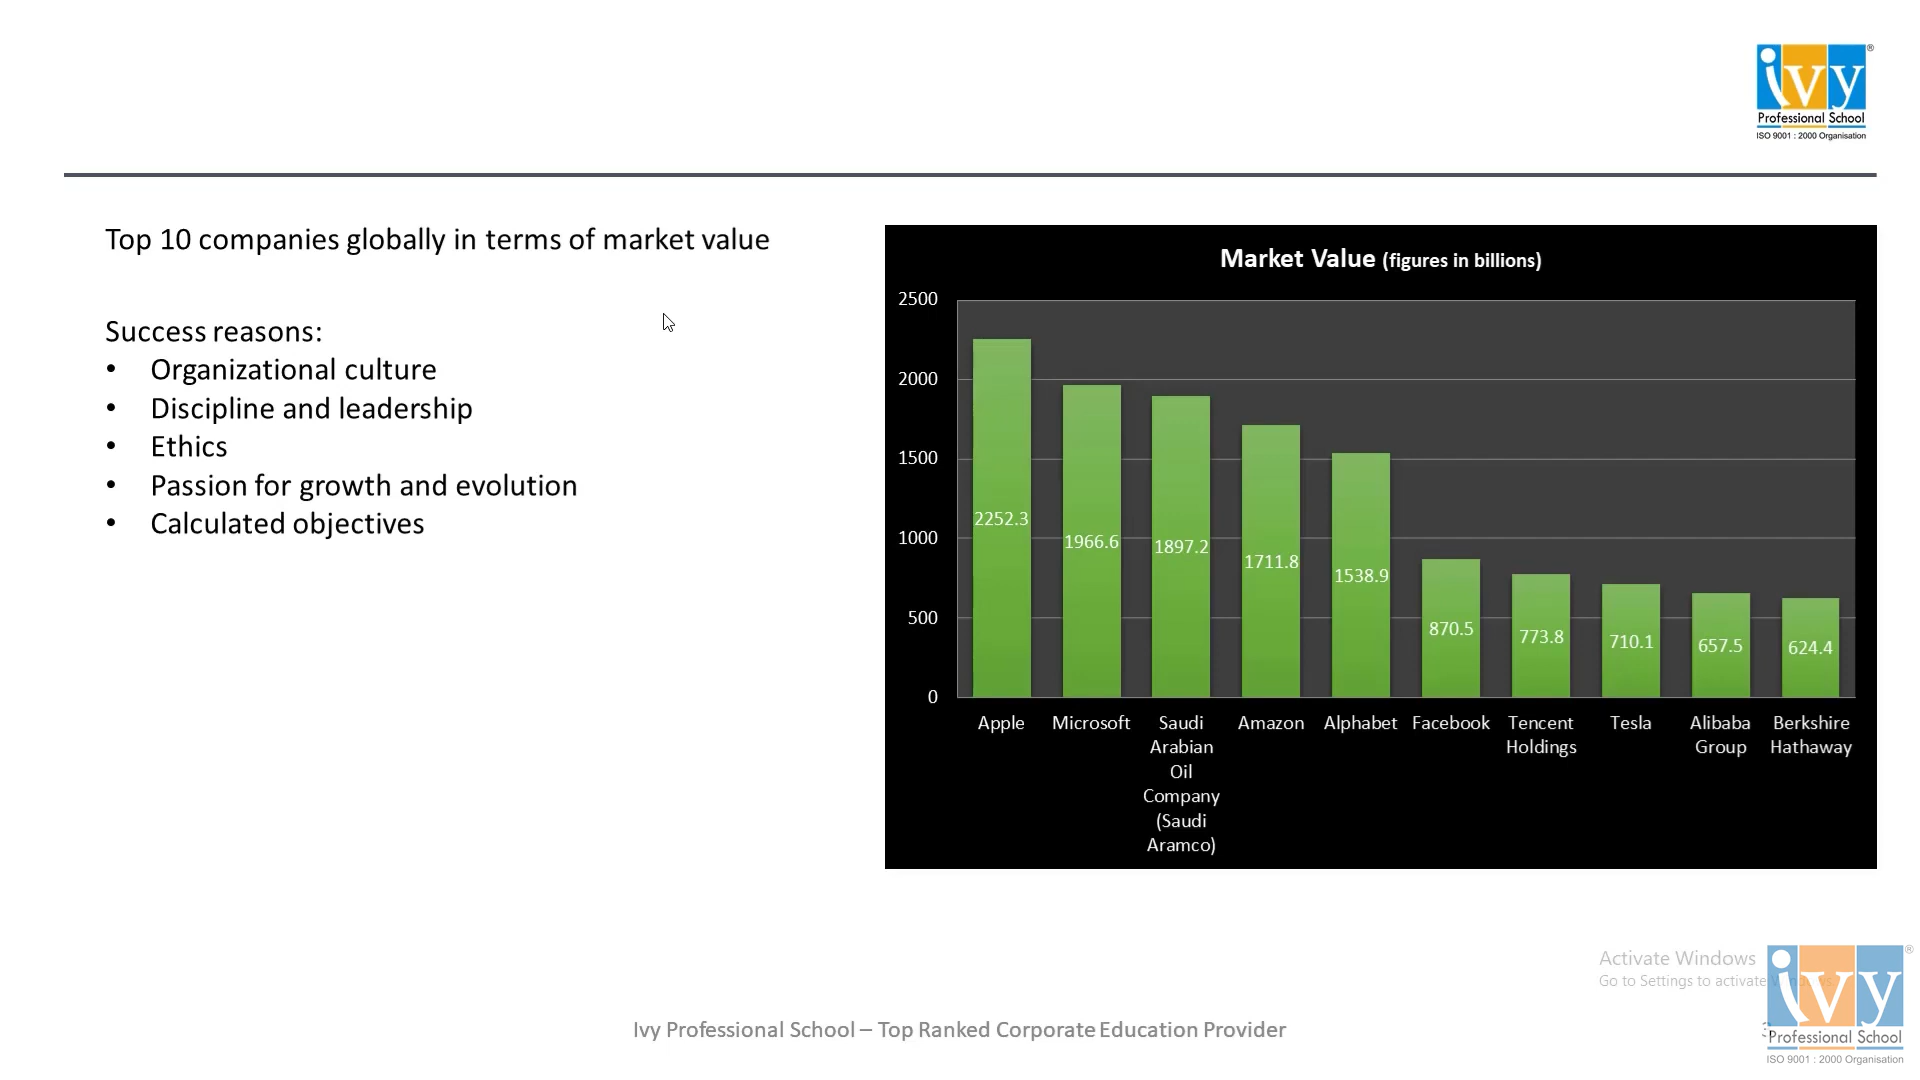 ivy
Professional School
ISO 9001 : 2000 Organisation
Top 10 companies globally in terms of market value
Success reasons:
• Organizational culture
• Discipline and leadership
• Ethics
• Passion for growth and evolution
• Calculated objectives
Market Value (figures in billions)
2500
2000
1500
1000
500
0
2252.3
1966.6
1897.2
1711.8
1538.9
870.5
773.8
710.1
657.5
624.4
Apple
Microsoft
Saudi
Arabian
Oil
Company
(Saudi
Aramco)
Amazon
Alphabet
Facebook
Tencent
Holdings
Tesla
Alibaba
Group
Berkshire
Hathaway
Activate Windows
Go to Settings to activate Windows.
Ivy Professional School – Top Ranked Corporate Education Provider
ivy
Professional School
ISO 9001 : 2000 Organisation